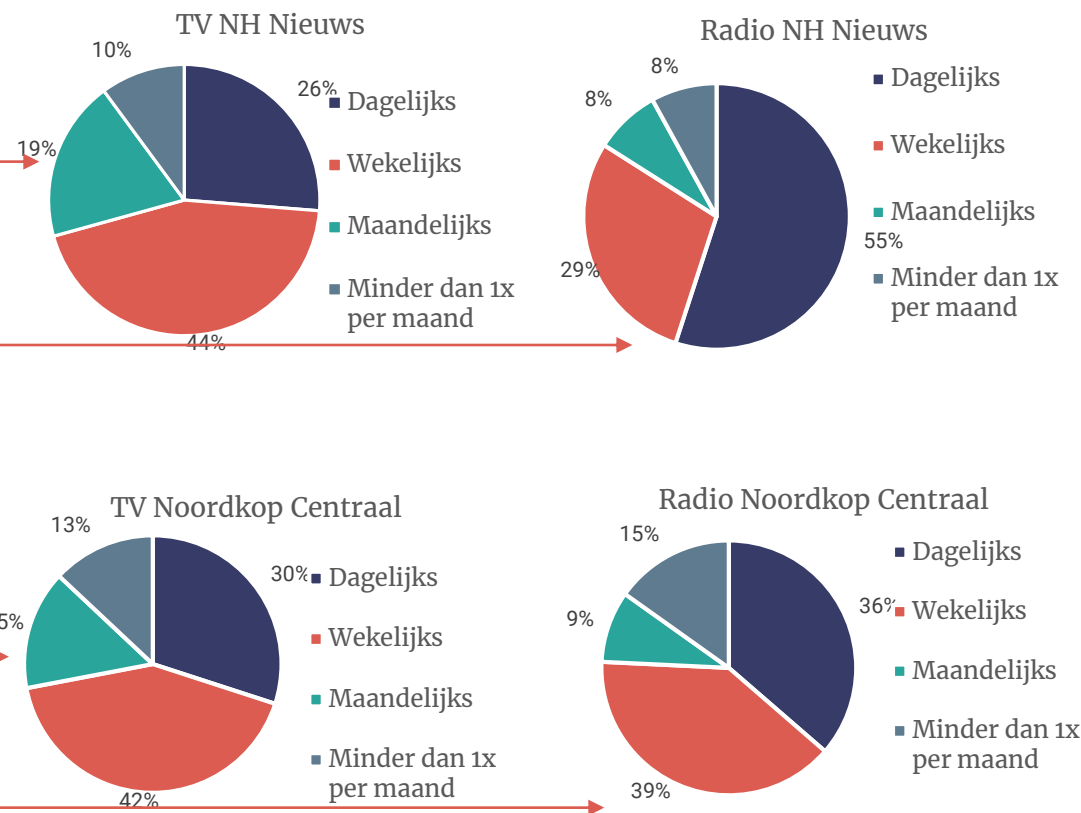 TV NH Nieuws
10%
26%
19%
44%
Dagelijks
Wekelijks
Maandelijks
Minder dan 1x
per maand
Radio NH Nieuws
8%
8%
29%
55%
Dagelijks
Wekelijks
Maandelijks
Minder dan 1x
per maand
TV Noordkop Centraal
13%
30%
5%
42%
Dagelijks
Wekelijks
Maandelijks
Minder dan 1x
per maand
Radio Noordkop Centraal
15%
36%
9%
39%
Dagelijks
Wekelijks
Maandelijks
Minder dan 1x
per maand